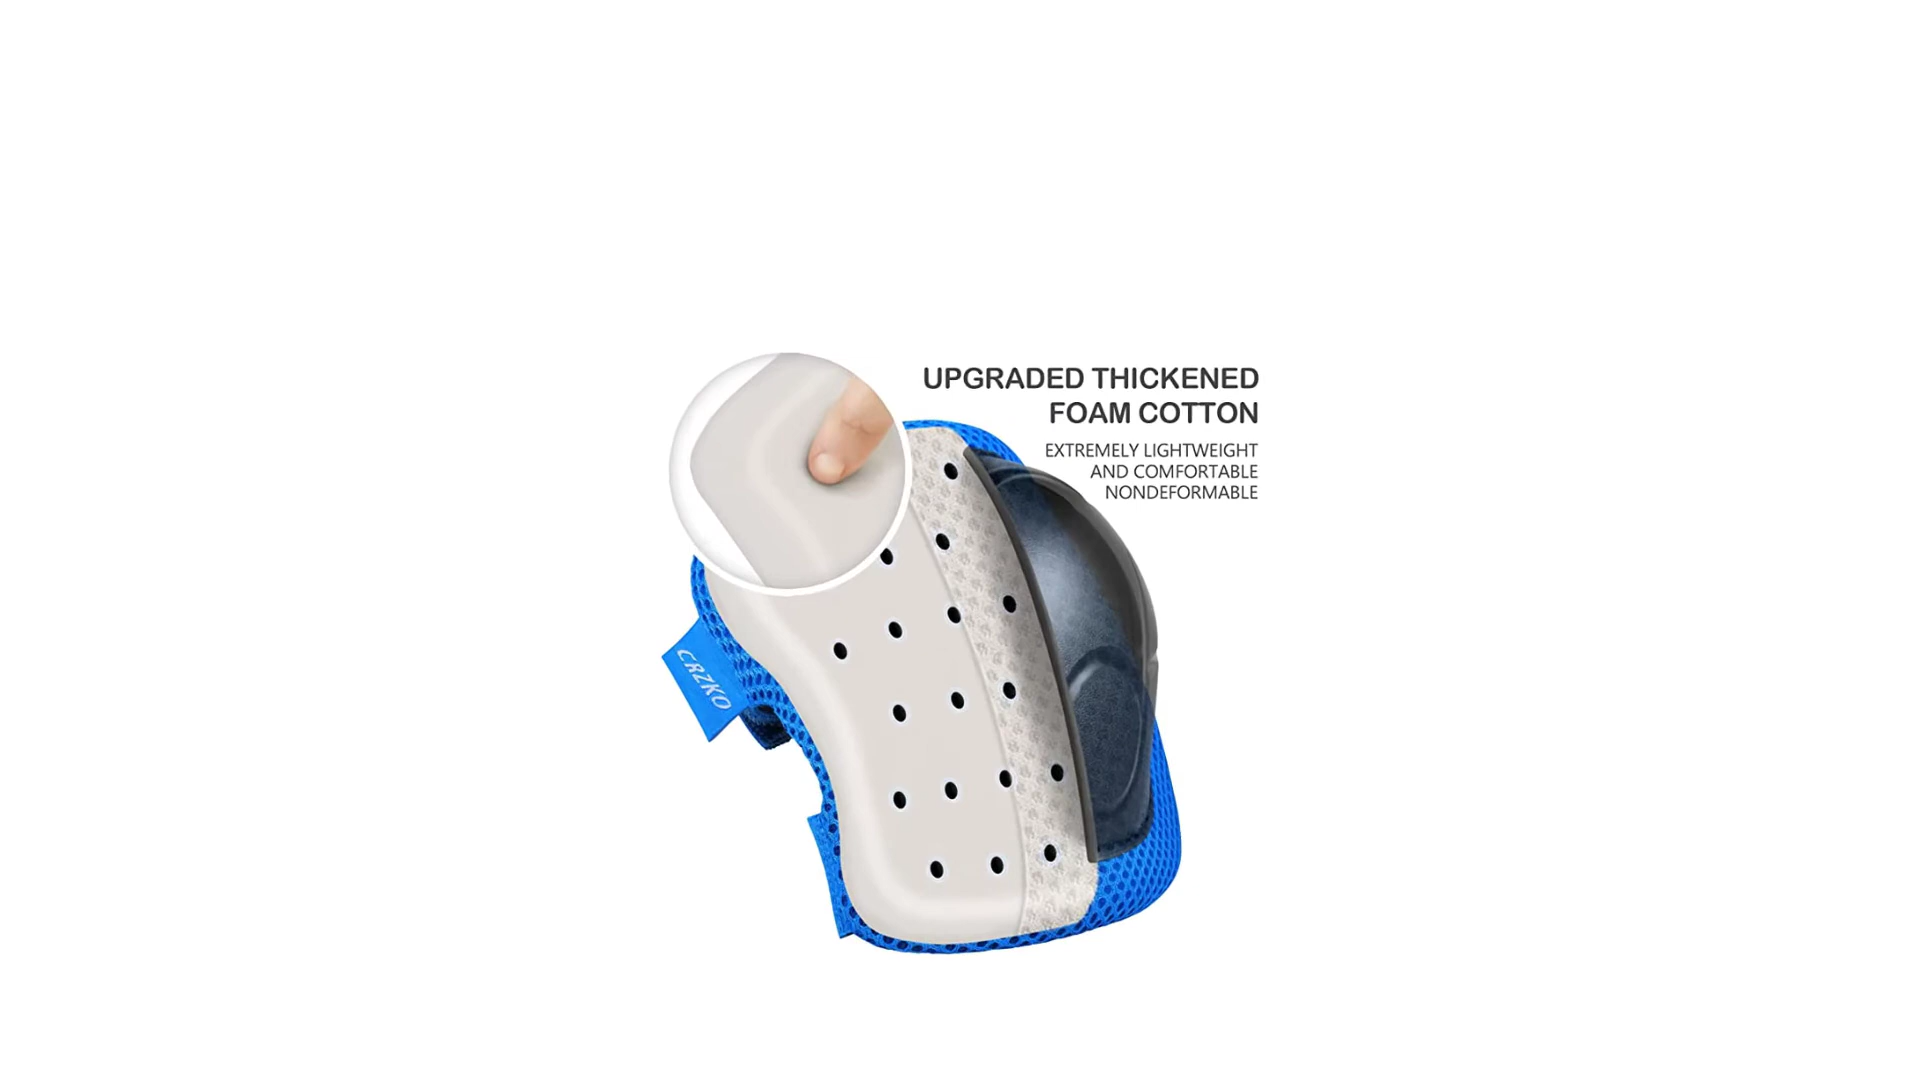 UPGRADED THICKENED
FOAM COTTON
EXTREMELY LIGHTWEIGHT
AND COMFORTABLE
NONDEFORMABLE
CRZKO